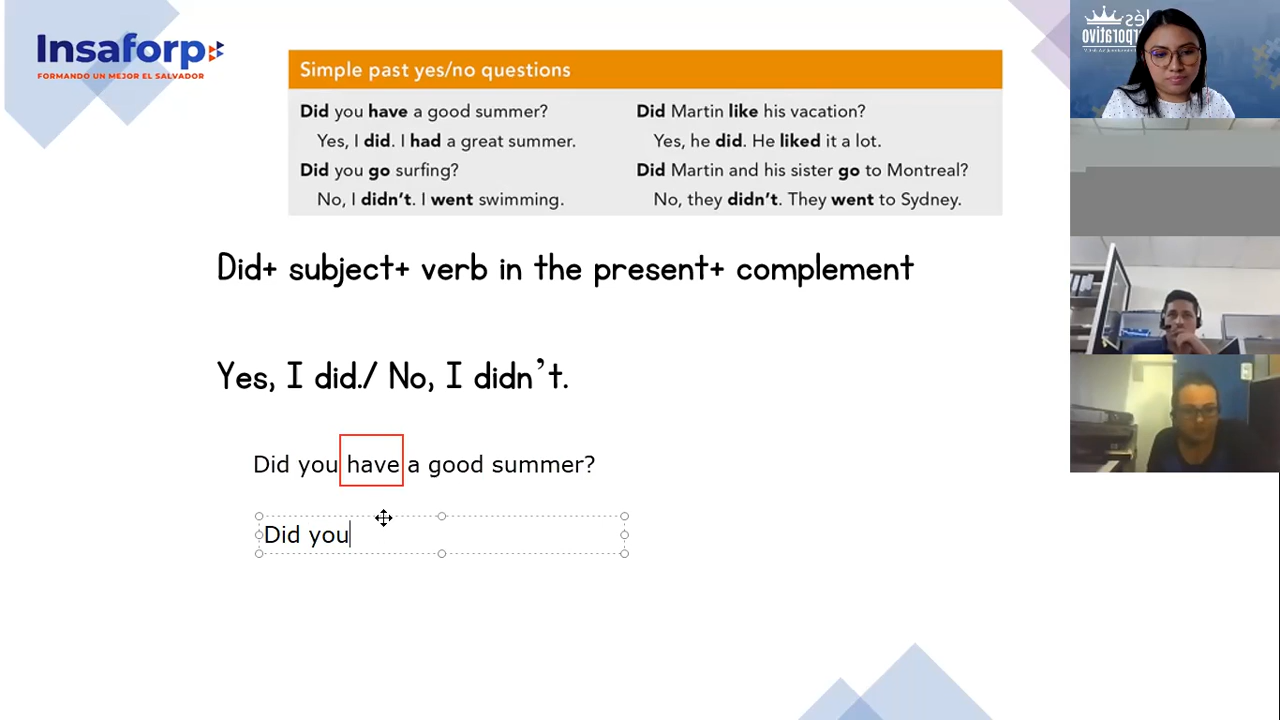 Insaforp
FORMANDO UN MEJOR EL SALVADOR
Simple past yes/no questions
Did you have a good summer?
Yes, I did. I had a great summer.
Did you go surfing?
No, I didn't. I went swimming.
Did Martin like his vacation?
Yes, he did. He liked it a lot.
Did Martin and his sister go to Montreal?
No, they didn't. They went to Sydney.
Did+ subject+ verb in the present+ complement
Yes, I did./ No, I didn't.
Did you have a good summer?
Did you